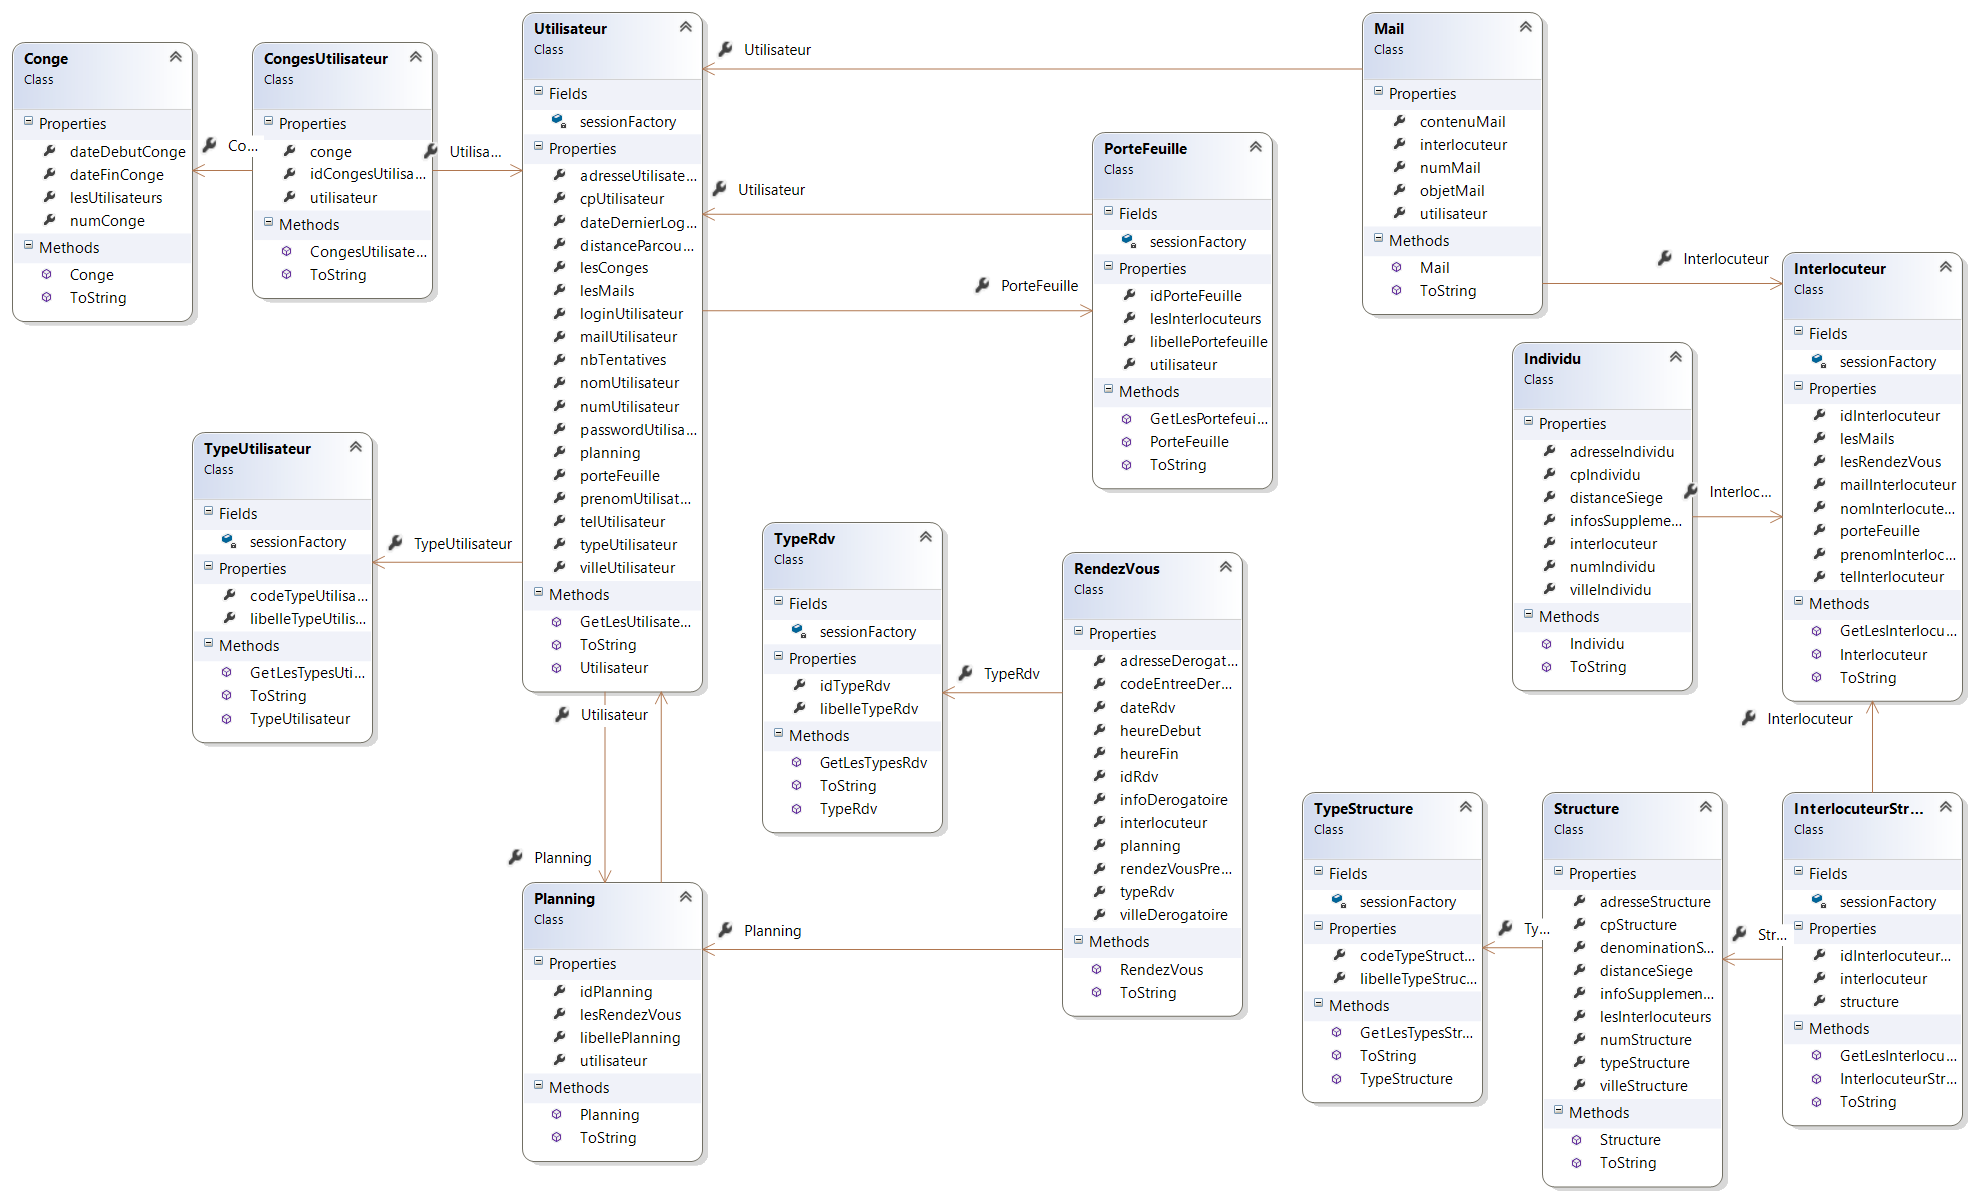 Conge
Class
Properties
dateDebutConge
dateFinConge
lesUtilisateurs
numConge
Methods
Conge
ToString
Co...
CongesUtilisateur
Class
Properties
conge
idCongesUtilisa...
utilisateur
Methods
CongesUtilisate...
ToString
Utilisa...
Utilisateur
Class
Fields
sessionFactory
Properties
adresseUtilisate...
cpUtilisateur
dateDernierLog...
distanceParcou...
lesConges
lesMails
loginUtilisateur
mailUtilisateur
nbTentatives
nomUtilisateur
numUtilisateur
passwordUtilisa...
planning
porteFeuille
prenomUtilisat...
telUtilisateur
typeUtilisateur
villeUtilisateur
Methods
GetLesUtilisate...
ToString
Utilisateur
Utilisateur
Utilisateur
PorteFeuille
PorteFeuille
Class
Fields
sessionFactory
Properties
idPorteFeuille
lesInterlocuteurs
libellePortefeuille
utilisateur
Methods
GetLesPortefeui...
PorteFeuille
ToString
Mail
Class
Properties
contenuMail
interlocuteur
numMail
objetMail
utilisateur
Methods
Mail
ToString
Interlocuteur
Interlocuteur
Class
Fields
sessionFactory
Properties
idInterlocuteur
lesMails
lesRendezVous
mailInterlocuteur
nomInterlocute...
porteFeuille
prenomInterloc...
telInterlocuteur
Methods
GetLesInterlocu...
Interlocuteur
ToString
Individu
Class
Properties
adresseIndividu
cpIndividu
distanceSiege
infosSuppleme...
interlocuteur
numIndividu
villeIndividu
Methods
Individu
ToString
Interloc...
TypeUtilisateur
Class
Fields
sessionFactory
Properties
codeTypeUtilisa...
libelleTypeUtilis...
Methods
GetLesTypesUti...
ToString
TypeUtilisateur
TypeUtilisateur
TypeRdv
Class
Fields
sessionFactory
Properties
idTypeRdv
libelleTypeRdv
Methods
GetLesTypesRdv
ToString
TypeRdv
TypeRdv
RendezVous
Class
Properties
adresseDerogat...
codeEntreeDer...
dateRdv
heureDebut
heureFin
idRdv
infoDerogatoire
interlocuteur
planning
rendezVousPre...
typeRdv
villeDerogatoire
Methods
RendezVous
ToString
Utilisateur
Planning
Planning
Planning
Class
Properties
idPlanning
lesRendezVous
libellePlanning
utilisateur
Methods
Planning
ToString
TypeStructure
Class
Fields
sessionFactory
Properties
codeTypeStruct...
libelleTypeStruc...
Methods
GetLesTypesStr...
ToString
TypeStructure
Ty...
Structure
Class
Properties
adresseStructure
cpStructure
denominationS...
distanceSiege
infoSupplemen...
lesInterlocuteurs
numStructure
typeStructure
villeStructure
Methods
Structure
ToString
Str...
Interlocuteur
InterlocuteurStr...
Class
Fields
sessionFactory
Properties
idInterlocuteur...
interlocuteur
structure
Methods
GetLesInterlocu...
InterlocuteurStr...
ToString